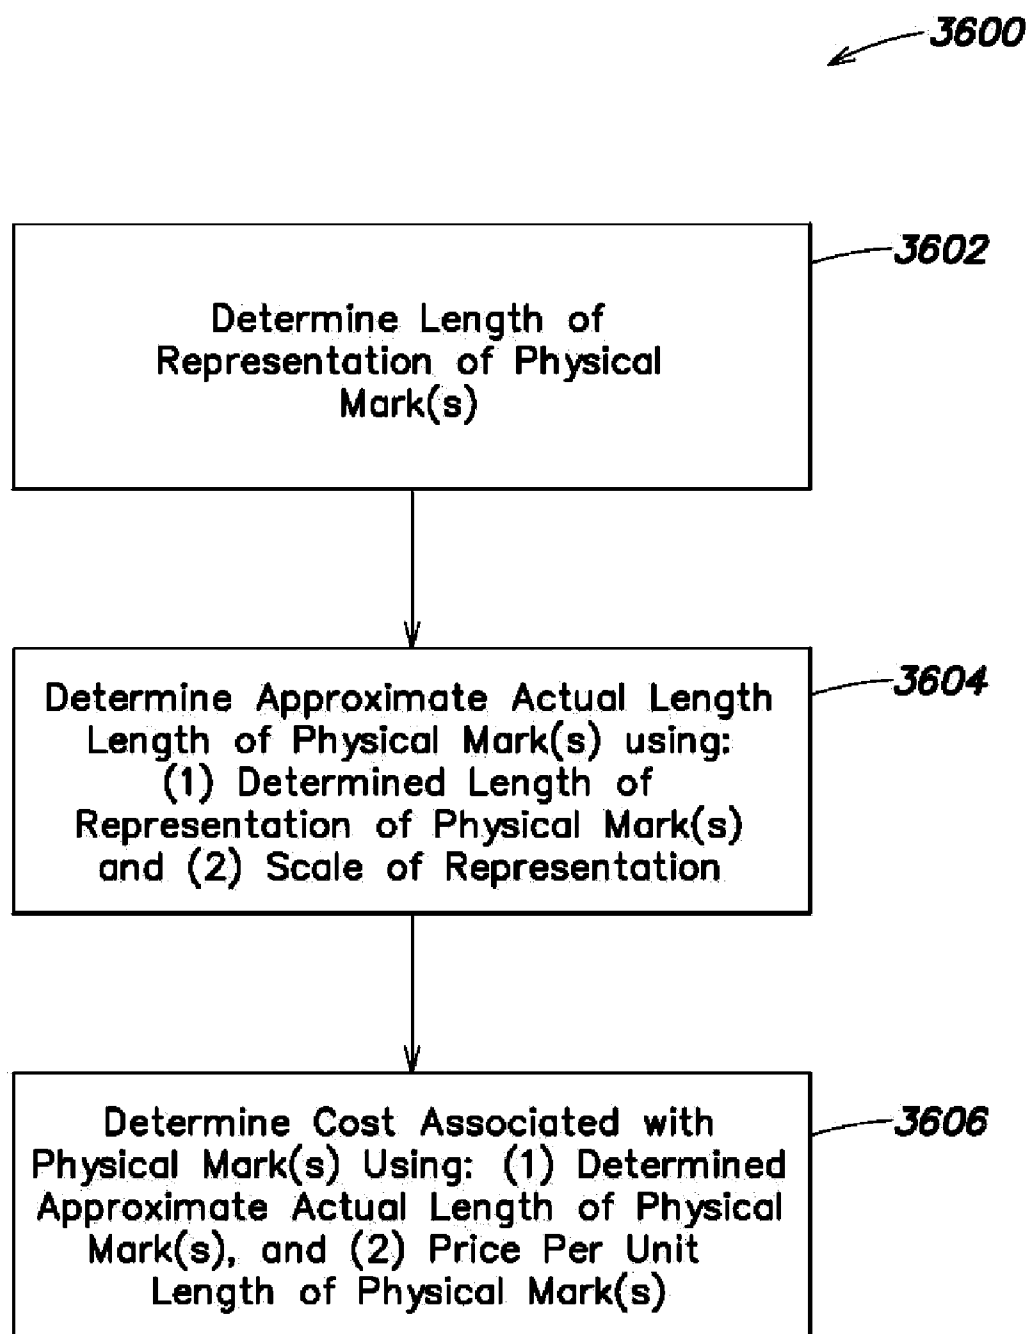 3600
3602
Determine Length of
Representation of Physical
Mark(s)
3604
Determine Approximate Actual Length
Length of Physical Mark(s) using:
(1) Determined Length of
Representation of Physical Mark(s)
and (2) Scale of Representation
3606
Determine Cost Associated with
Physical Mark(s) Using: (1) Determined
Approximate Actual Length of Physical
Mark(s), and (2) Price Per Unit
Length of Physical Mark(s)